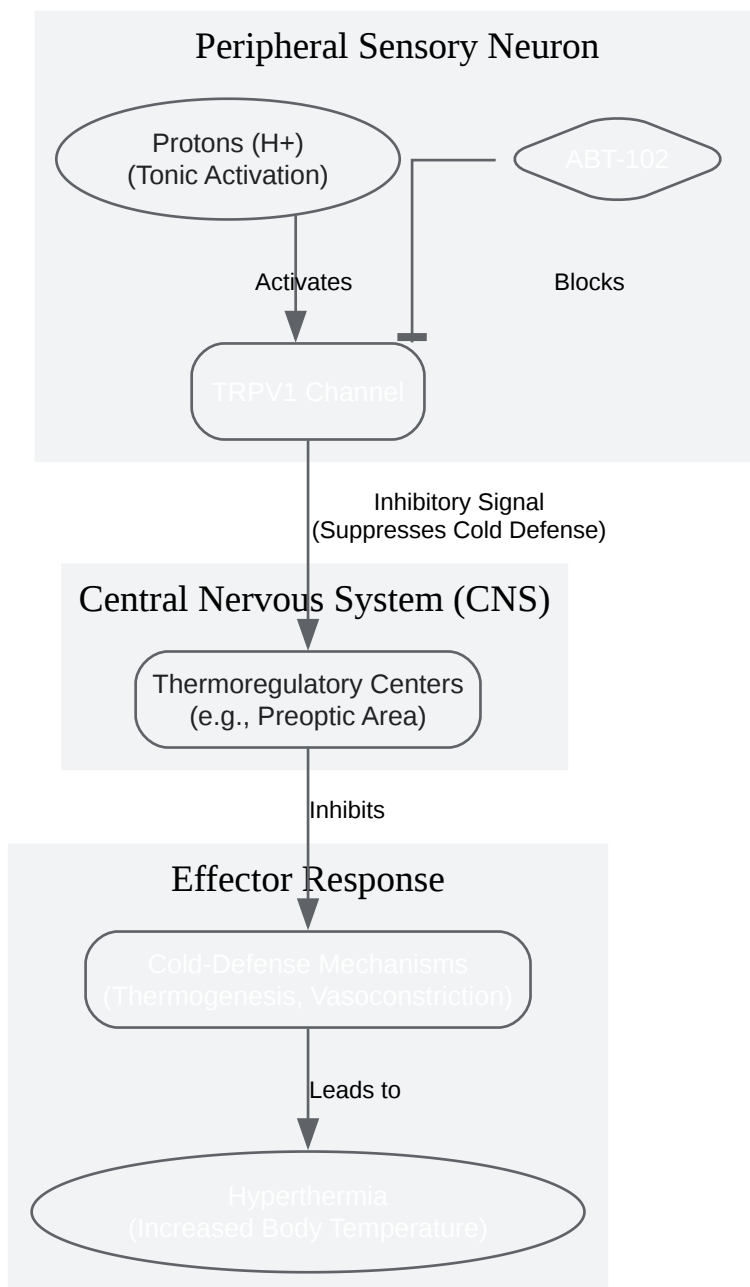 Peripheral Sensory Neuron
Protons (H+)
(Tonic Activation)
ABT-102
Activates
Blocks
TRPV1 Channel
Inhibitory Signal
(Suppresses Cold Defense)
Central Nervous System (CNS)
Thermoregulatory Centers
(e.g., Preoptic Area)
Inhibits
Effector Response
Cold-Defense Mechanisms
(Thermogenesis, Vasoconstriction)
Leads to
Hyperthermia
(Increased Body Temperature)